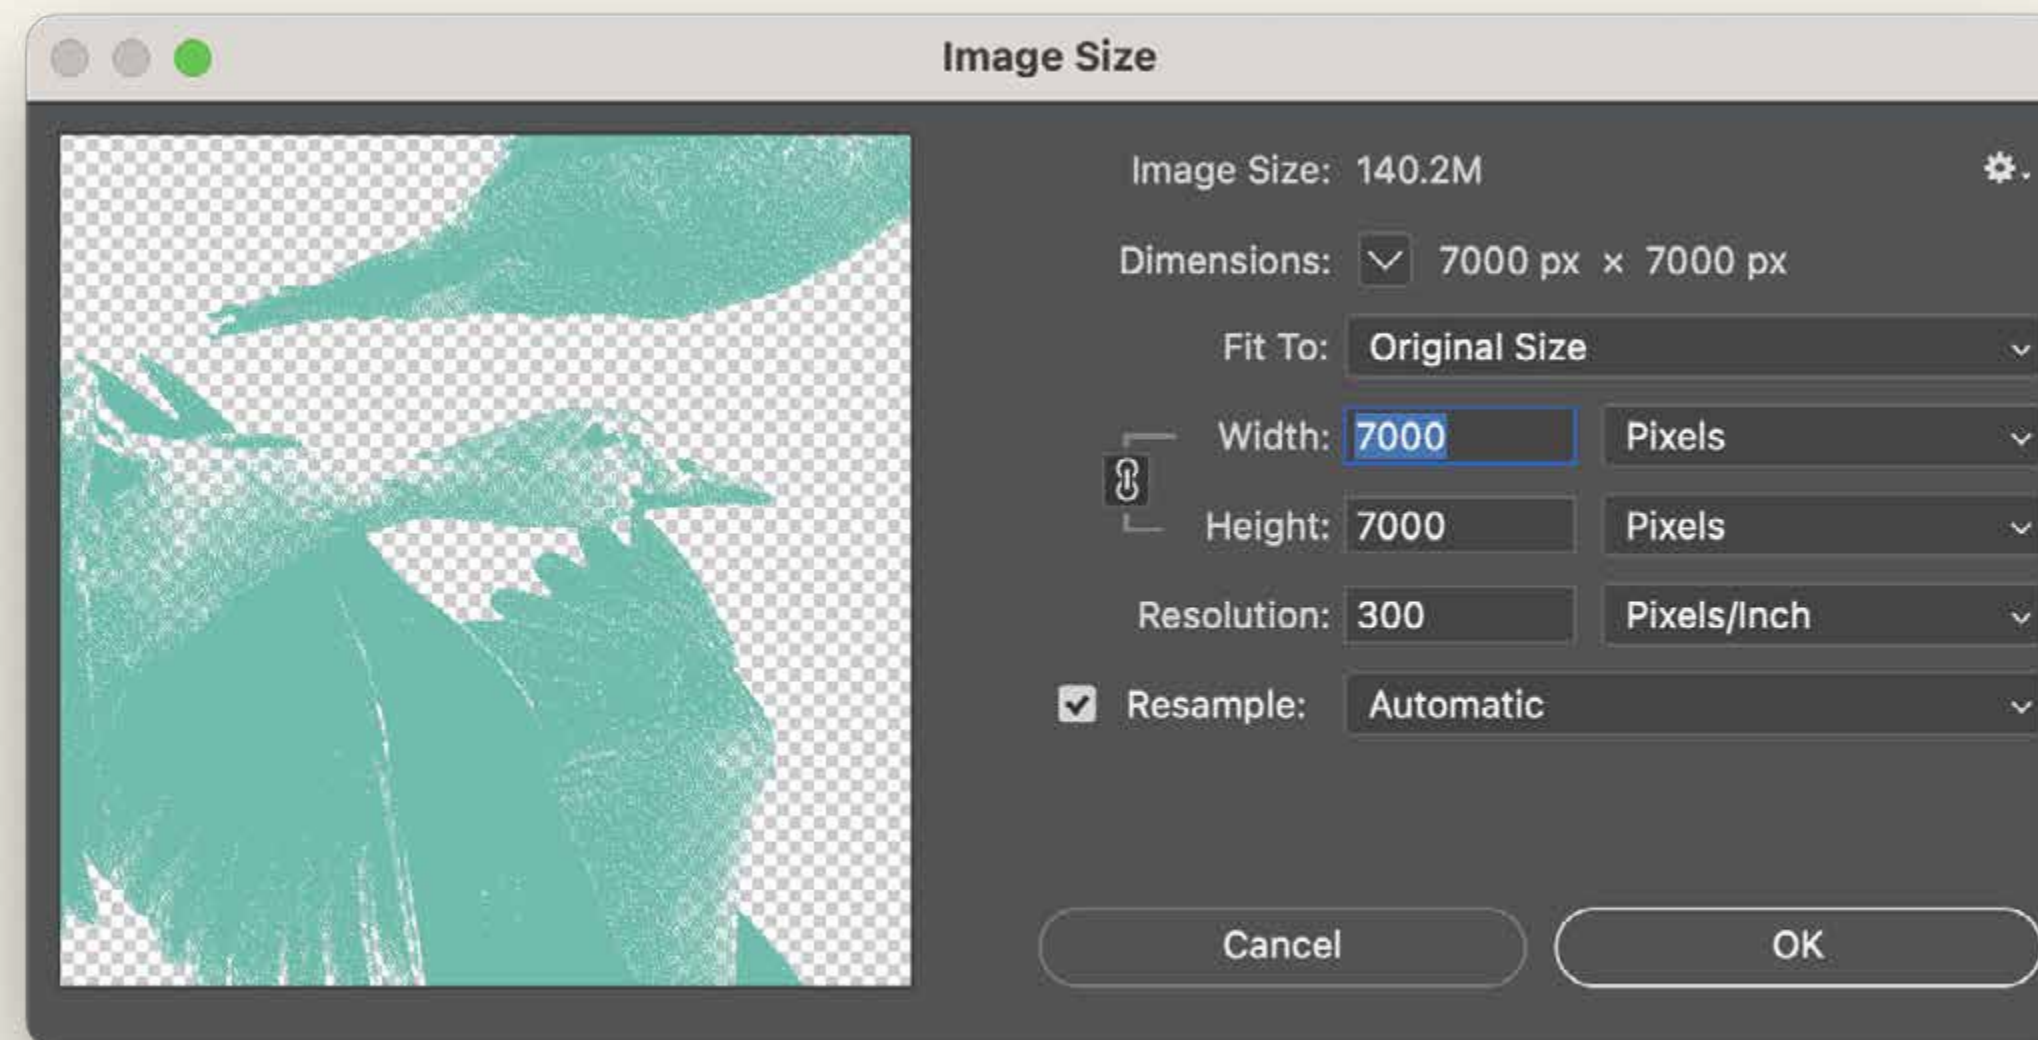 Image Size
Image Size: 140.2M
Dimensions: 7000 px × 7000 px
Fit To: Original Size
Width: 7000 Pixels
Height: 7000 Pixels
Resolution: 300 Pixels/Inch
Resample: Automatic
Cancel OK